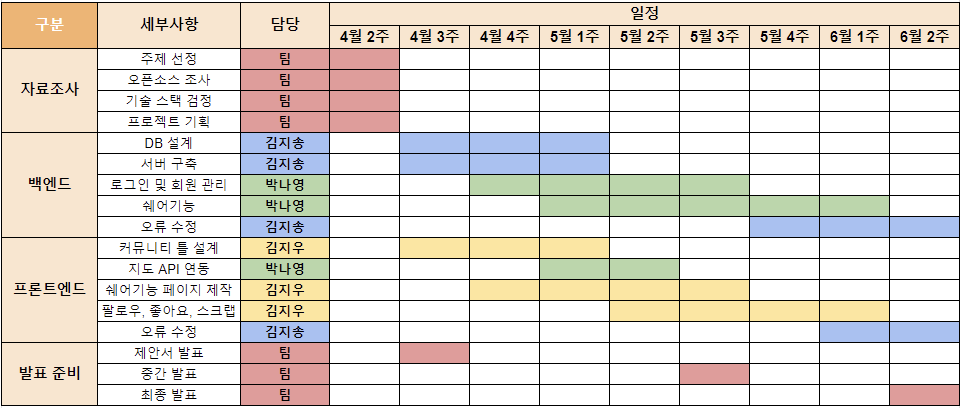 구분 세부사항 담당 일정
4월 2주 4월 3주 4월 4주 5월 1주 5월 2주 5월 3주 5월 4주 6월 1주 6월 2주
자료조사 주제 선정 팀
오픈소스 조사 팀
기술 스택 검정 팀
프로젝트 기획 팀
백엔드 DB 설계 김지송
서버 구축 김지송
로그인 및 회원 관리 박나영
쉐어기능 박나영
오류 수정 김지송
프론트엔드 커뮤니티 틀 설계 김지우
지도 API 연동 박나영
쉐어기능 페이지 제작 김지우
팔로우, 좋아요, 스크랩 김지우
오류 수정 김지송
발표 준비 제안서 발표 팀
중간 발표 팀
최종 발표 팀